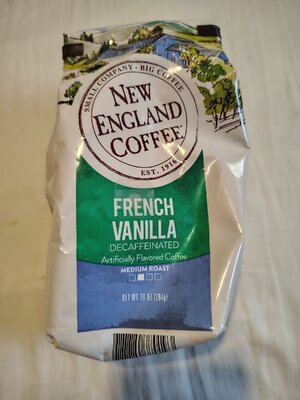 SMALL COMPANY · BIG COFFEE
NEW
ENGLAND
COFFEE
EST. 1916
FRENCH
VANILLA
DECAFFEINATED
Artificially Flavored Coffee
MEDIUM ROAST
NET WT 10 OZ (284g)